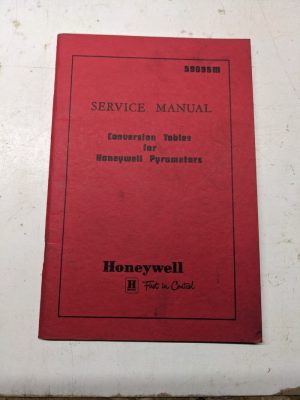 59095M
SERVICE MANUAL
Conversion Tables
for
Honeywell Pyrometers
Honeywell
H First in Control